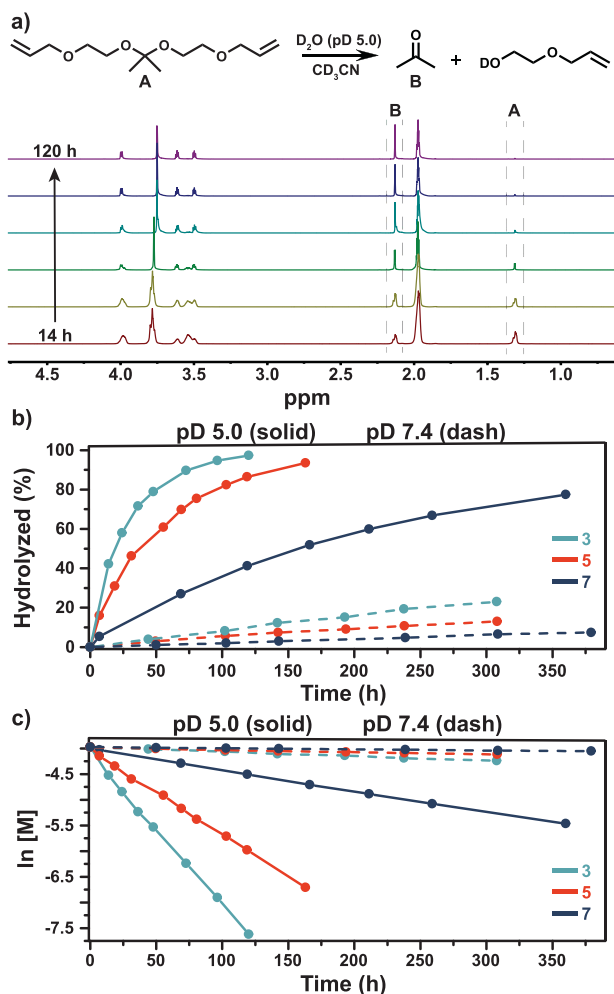 a)
O
O
O
O
A
D₂O (pD 5.0)
CD₃CN
O
B
+
DO
O
B
A
120 h
14 h
4.5 4.0 3.5 3.0 2.5 2.0 1.5 1.0
ppm
b)
pD 5.0 (solid) pD 7.4 (dash)
Hydrolyzed (%)
100
80
60
40
20
0
3
5
7
0 50 100 150 200 250 300 350
Time (h)
c)
pD 5.0 (solid) pD 7.4 (dash)
ln [M]
-4.5
-5.5
-6.5
-7.5
3
5
7
0 50 100 150 200 250 300 350
Time (h)